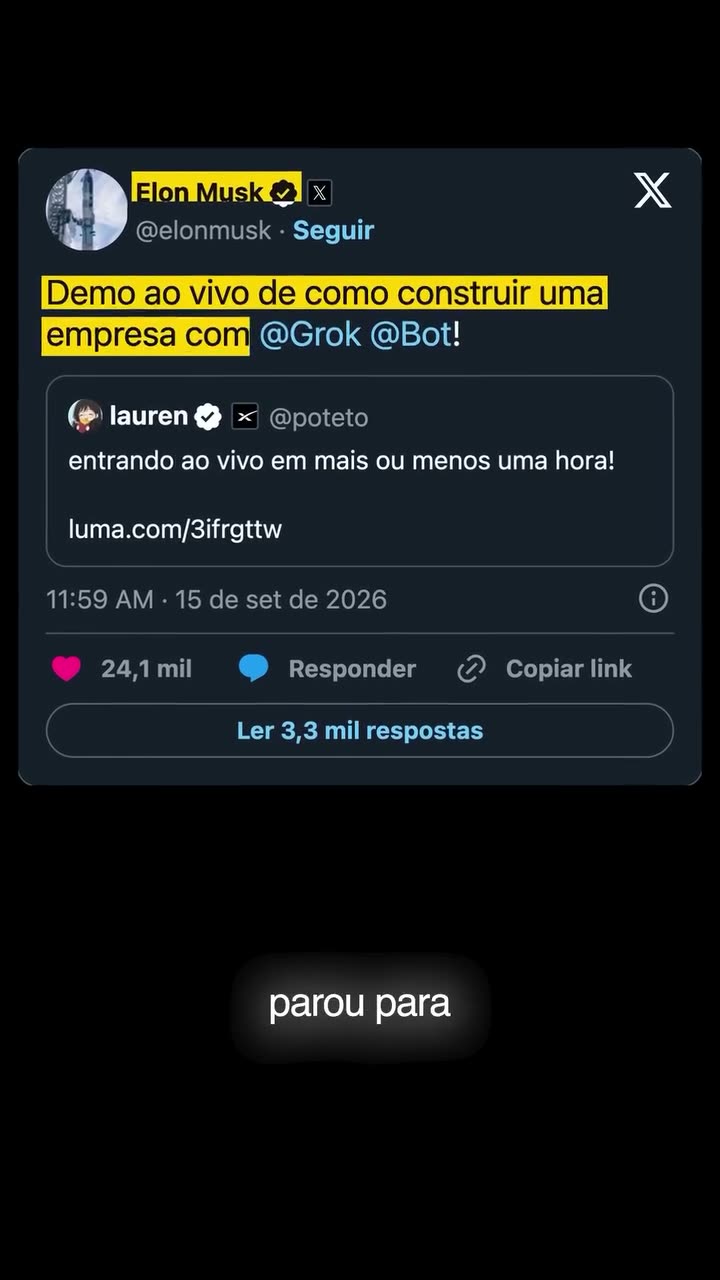 Elon Musk
@elonmusk · Seguir
Demo ao vivo de como construir uma
empresa com @Grok @Bot!
lauren @poteto
entrando ao vivo em mais ou menos uma hora!
luma.com/3ifrgttw
11:59 AM · 15 de set de 2026
24,1 mil Responder Copiar link
Ler 3,3 mil respostas
parou para